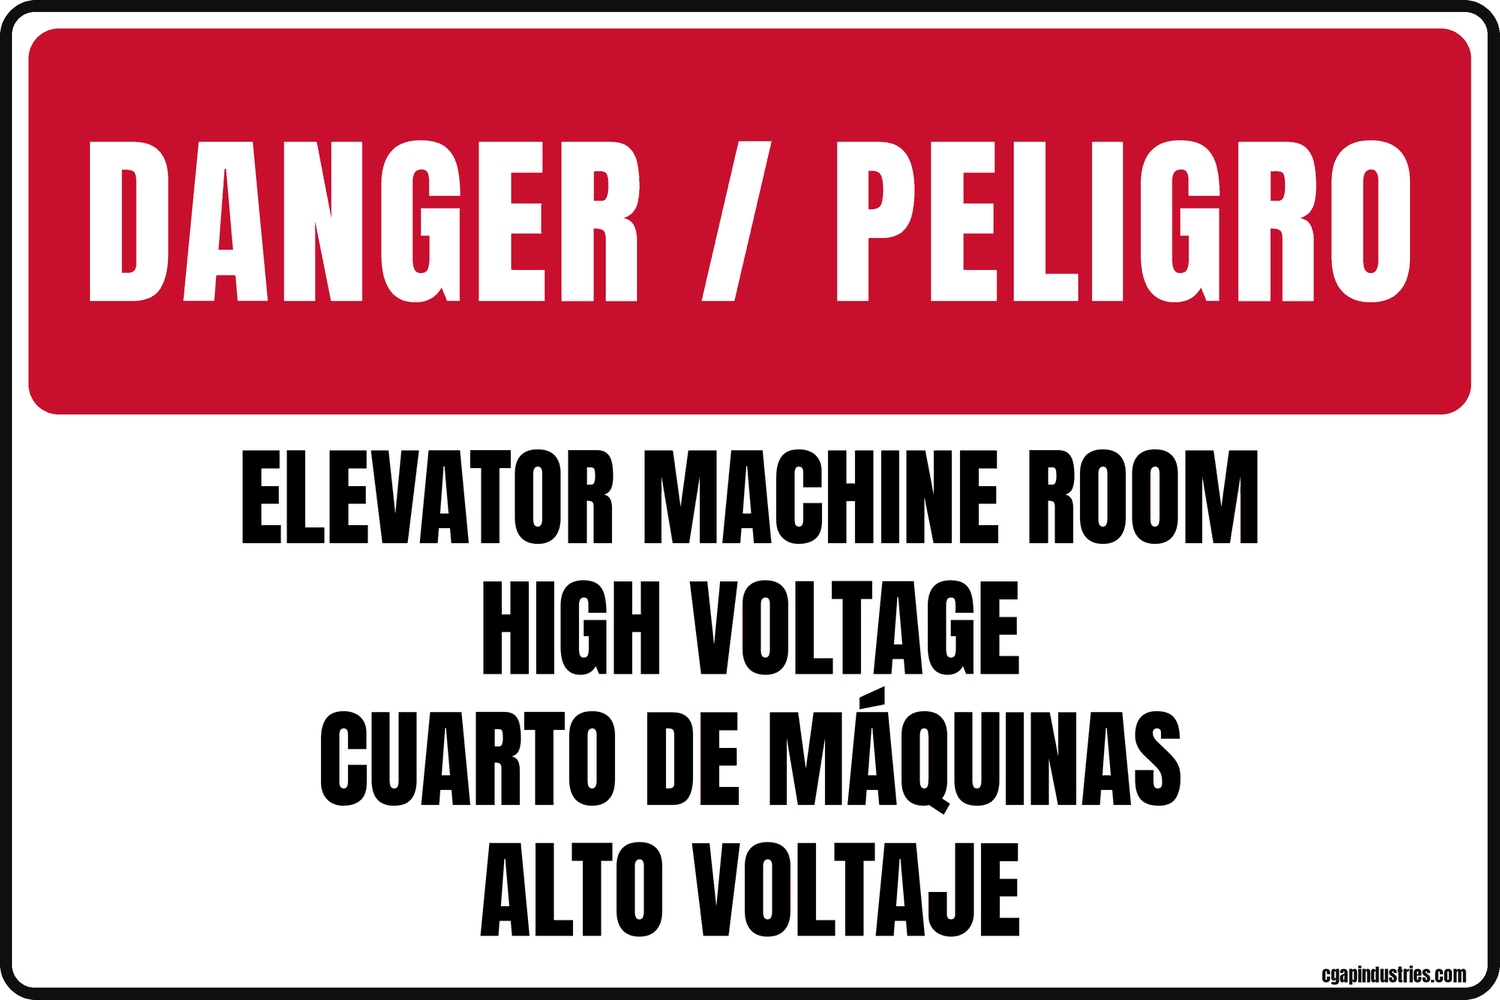 DANGER / PELIGRO
ELEVATOR MACHINE ROOM
HIGH VOLTAGE
CUARTO DE MÁQUINAS
ALTO VOLTAJE
cgapindustries.com